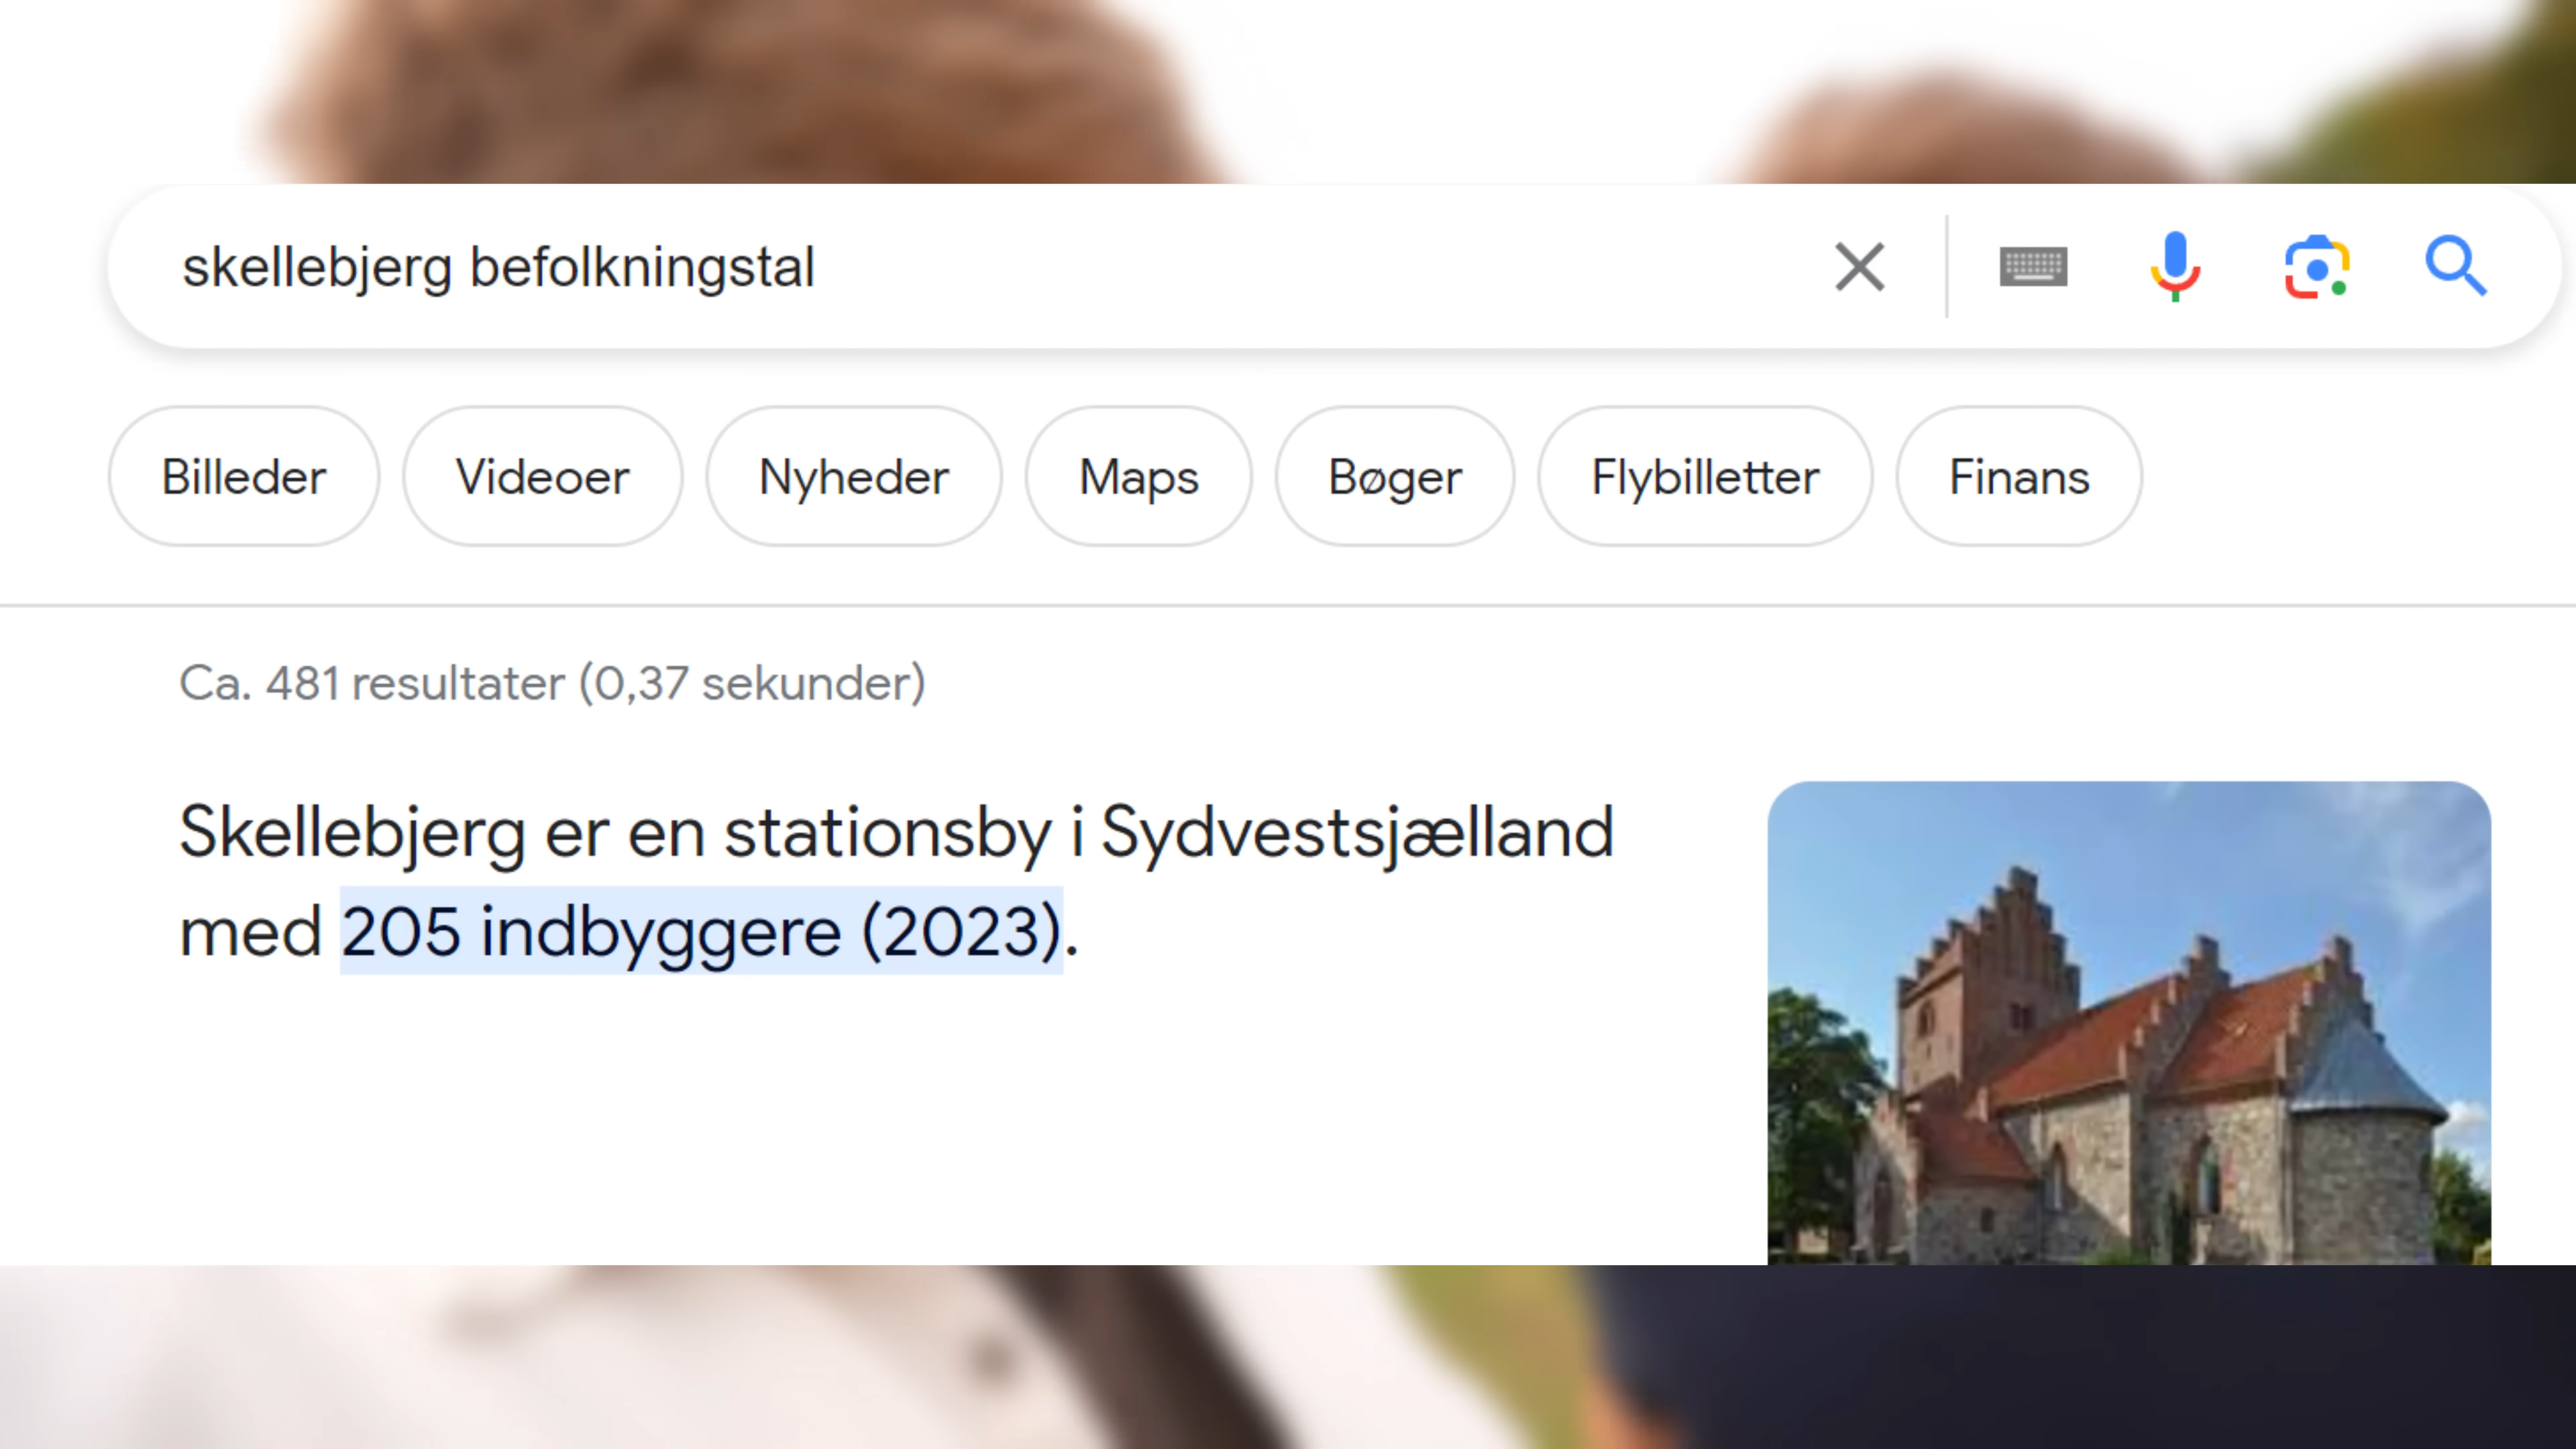 skellebjerg befolkningstal
Billeder Videoer Nyheder Maps Bøger Flybilletter Finans
Ca. 481 resultater (0,37 sekunder)
Skellebjerg er en stationsby i Sydvestsjælland
med 205 indbyggere (2023).